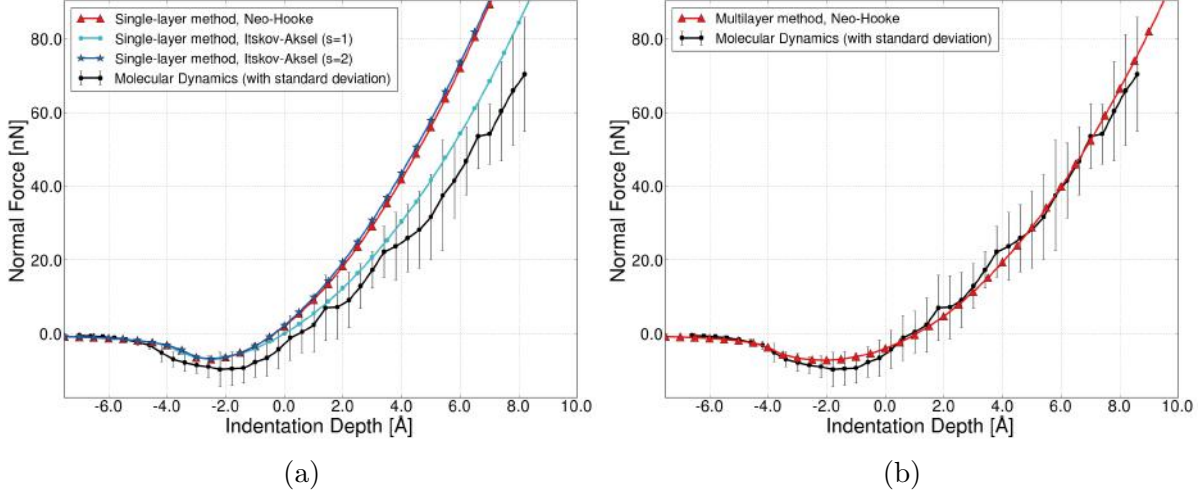 Single-layer method, Neo-Hooke
Single-layer method, Itskov-Aksel (s=1)
Single-layer method, Itskov-Aksel (s=2)
Molecular Dynamics (with standard deviation)
80.0
60.0
40.0
20.0
0.0
Normal Force [nN]
-6.0 -4.0 -2.0 0.0 2.0 4.0 6.0 8.0 10.0
Indentation Depth [Å]
(a)
Multilayer method, Neo-Hooke
Molecular Dynamics (with standard deviation)
80.0
60.0
40.0
20.0
0.0
Normal Force [nN]
-6.0 -4.0 -2.0 0.0 2.0 4.0 6.0 8.0 10.0
Indentation Depth [Å]
(b)